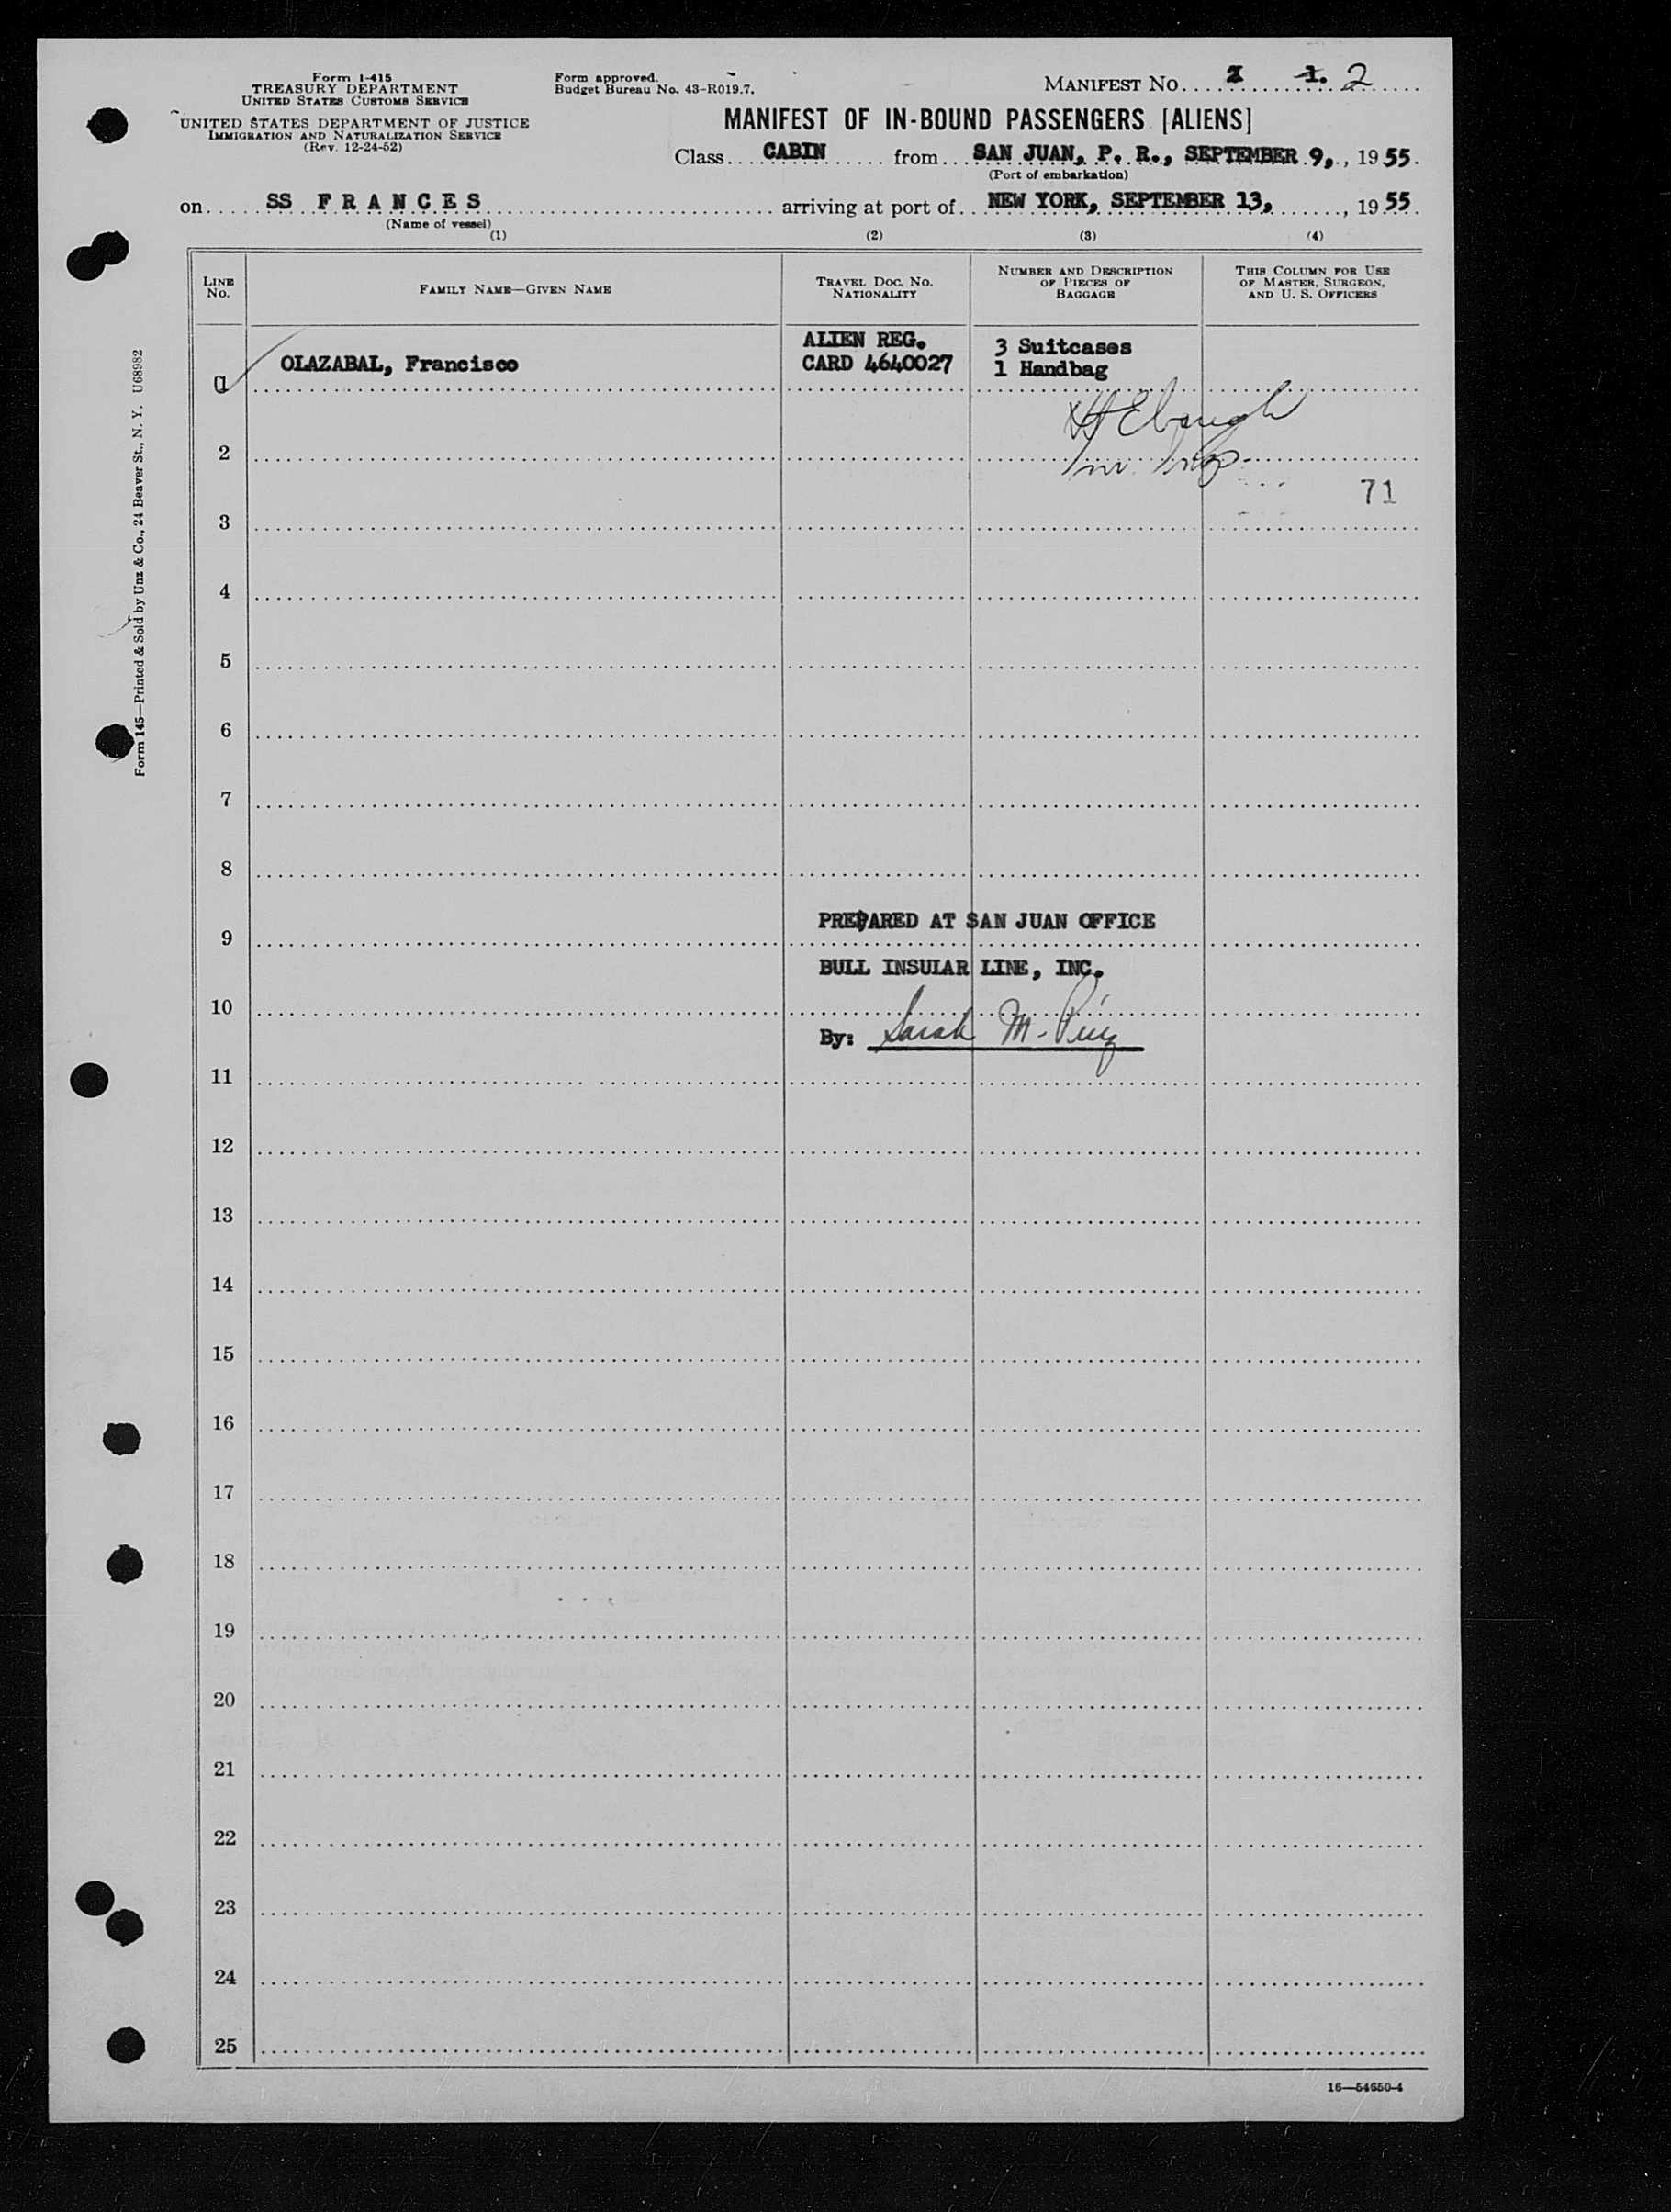 Form I-415
TREASURY DEPARTMENT
UNITED STATES CUSTOMS SERVICE
UNITED STATES DEPARTMENT OF JUSTICE
IMMIGRATION AND NATURALIZATION SERVICE
(Rev. 12-24-52)
Form approved.
Budget Bureau No. 43-R019.7.
MANIFEST NO. 1 1. 2
MANIFEST OF IN-BOUND PASSENGERS [ALIENS]
Class CABIN from SAN JUAN, P. R., SEPTEMBER 9, , 1955.
(Port of embarkation)
on SS FRANCES arriving at port of NEW YORK, SEPTEMBER 13, , 1955.
(Name of vessel)
(1) (2) (3) (4)
LINE NO. FAMILY NAME—GIVEN NAME TRAVEL DOC. NO. NATIONALITY NUMBER AND DESCRIPTION OF PIECES OF BAGGAGE THIS COLUMN FOR USE OF MASTER, SURGEON, AND U. S. OFFICERS
ALIEN REG. 3 Suitcases
1 OLAZABAL, Francisco CARD 4640027 1 Handbag
Ebaugh
2
Imm Insp.
71
3
4
5
6
7
8
PREPARED AT SAN JUAN OFFICE
9
BULL INSULAR LINE, INC.
10
By: Sarah M. Puig
11
12
13
14
15
16
17
18
19
20
21
22
23
24
25
16—54650-4
Form 145—Printed & Sold by Unz & Co., 24 Beaver St., N. Y. U68982